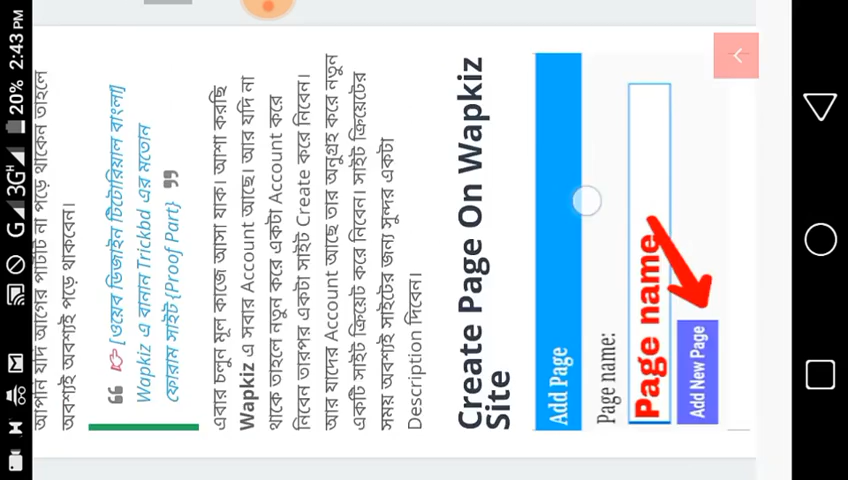 20% 2:43 PM
G 3G H
আপনি যদি আগের পার্টটি না পড়ে থাকেন তাহলে
অবশ্যই অবশ্যই পড়ে থাকবেন।
❝ 👉 [ওয়েব ডিজাইন টিটোরিয়াল বাংলা]
Wapkiz এ বানান Trickbd এর মতোন
ফোরাম সাইট {Proof Part} ❞
এবার চলুন মূল কাজে আসা যাক। আশা করছি
Wapkiz এ সবার Account আছে। আর যদি না
থাকে তাহলে নতুন করে একটা Account করে
নিবেন তারপর একটা সাইট Create করে নিবেন।
আর যাদের Account আছে তার অনুগ্রহ করে নতুন
একটি সাইট ক্রিয়েট করে নিবেন। সাইট ক্রিয়েটের
সময় অবশ্যই সাইটের জন্য সুন্দর একটা
Description দিবেন।
Create Page On Wapkiz
Site
Add Page
Page name:
Page name
Add New Page